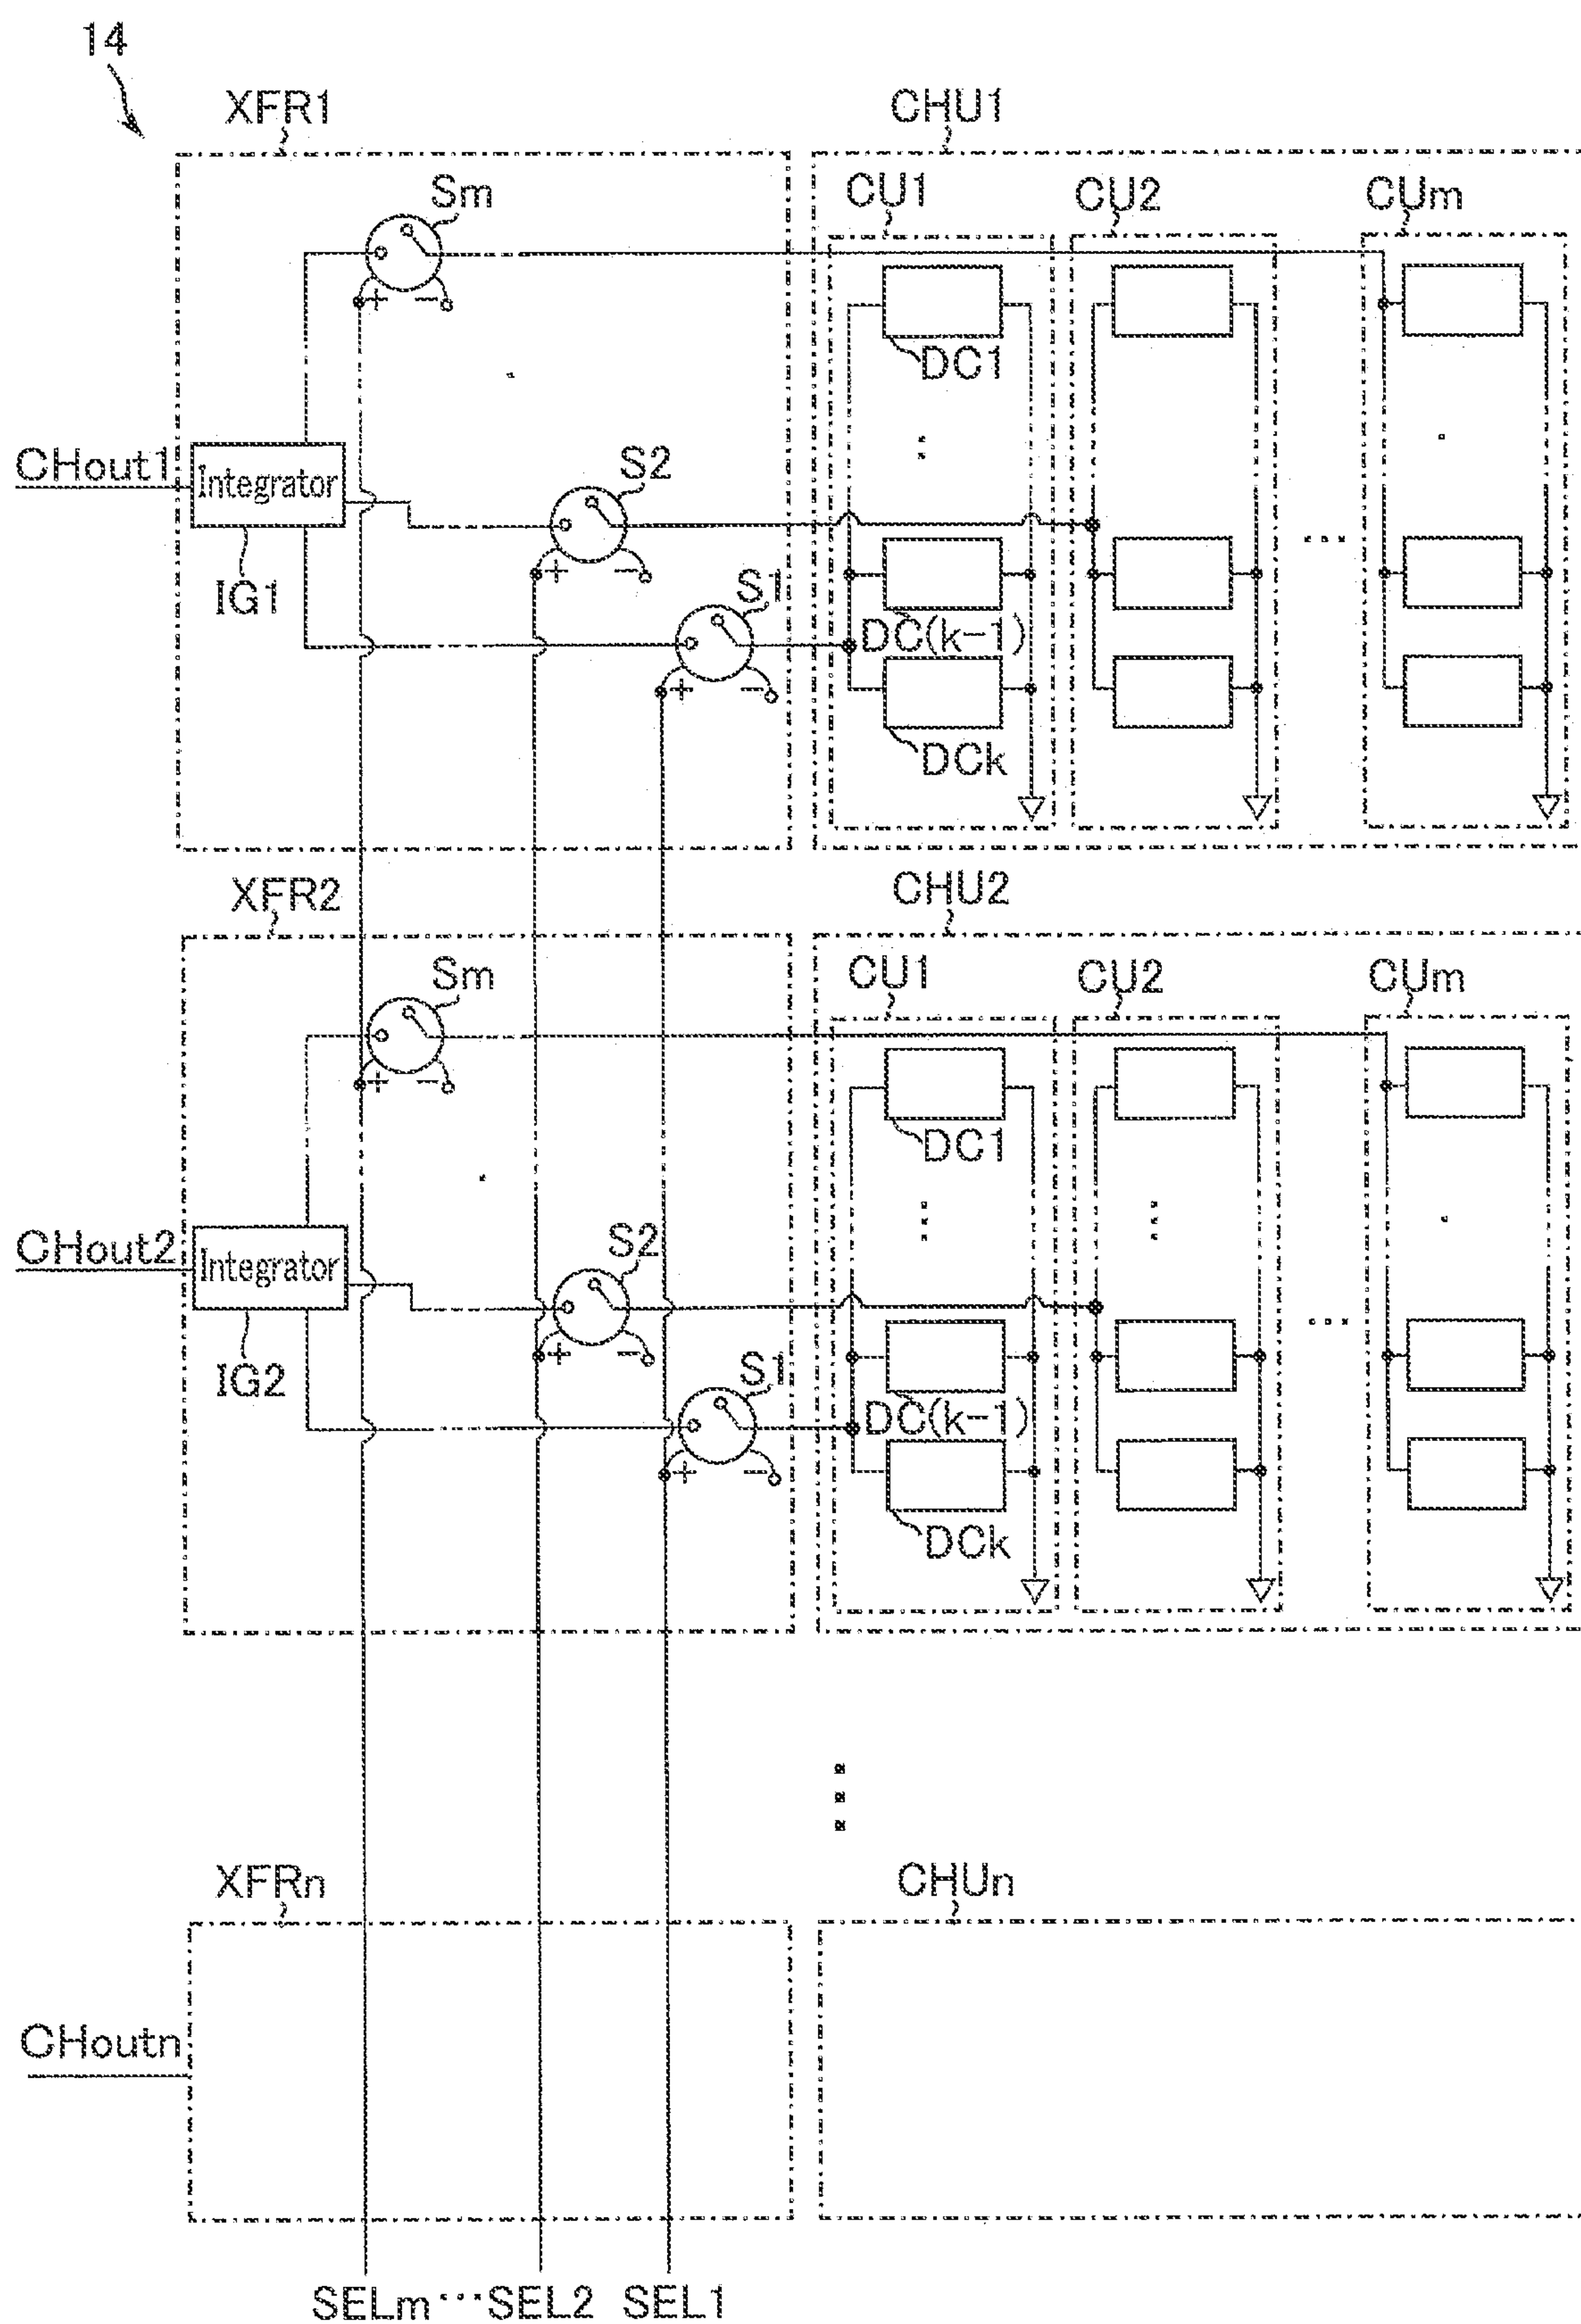 14
XFR1
CHU1
Sm
CU1
CU2
CUm
+ −
DC1
CHout1
Integrator
S2
IG1
+ −
S1
DC(k-1)
+ −
DCk
XFR2
CHU2
Sm
CU1
CU2
CUm
+ −
DC1
CHout2
Integrator
S2
IG2
+ −
S1
DC(k-1)
+ −
DCk
XFRn
CHUn
CHoutn
SELm ··· SEL2 SEL1